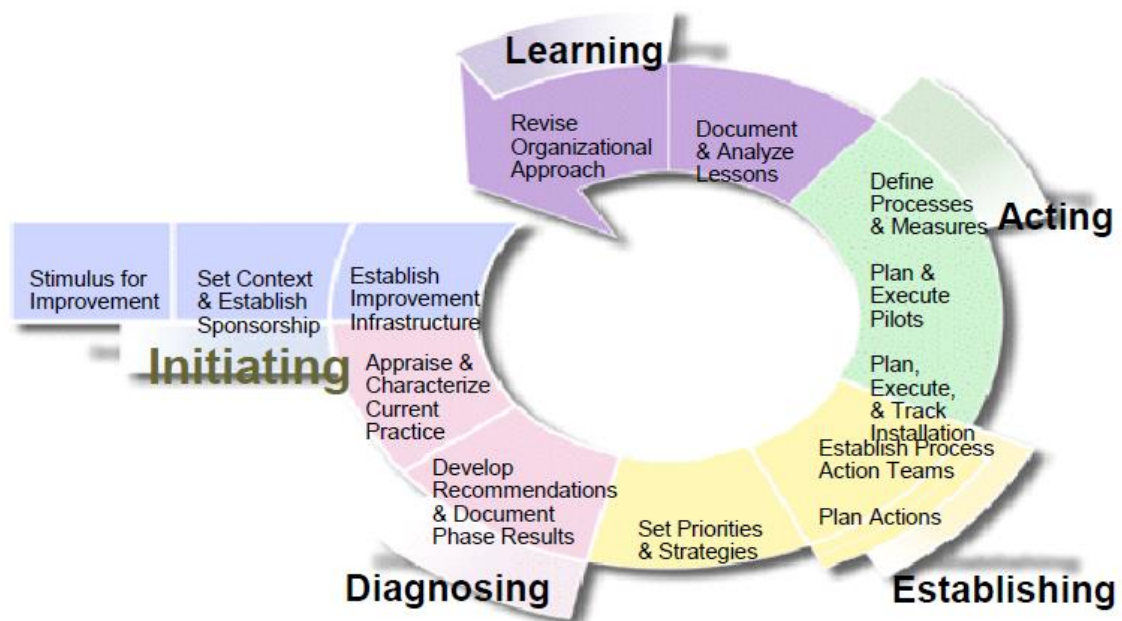 Learning
Revise
Organizational
Approach
Document
& Analyze
Lessons
Define
Processes
& Measures
Acting
Plan &
Execute
Pilots
Plan,
Execute,
& Track
Installation
Stimulus for
Improvement
Set Context
& Establish
Sponsorship
Establish
Improvement
Infrastructure
Initiating
Appraise &
Characterize
Current
Practice
Develop
Recommendations
& Document
Phase Results
Diagnosing
Set Priorities
& Strategies
Establish Process
Action Teams
Plan Actions
Establishing